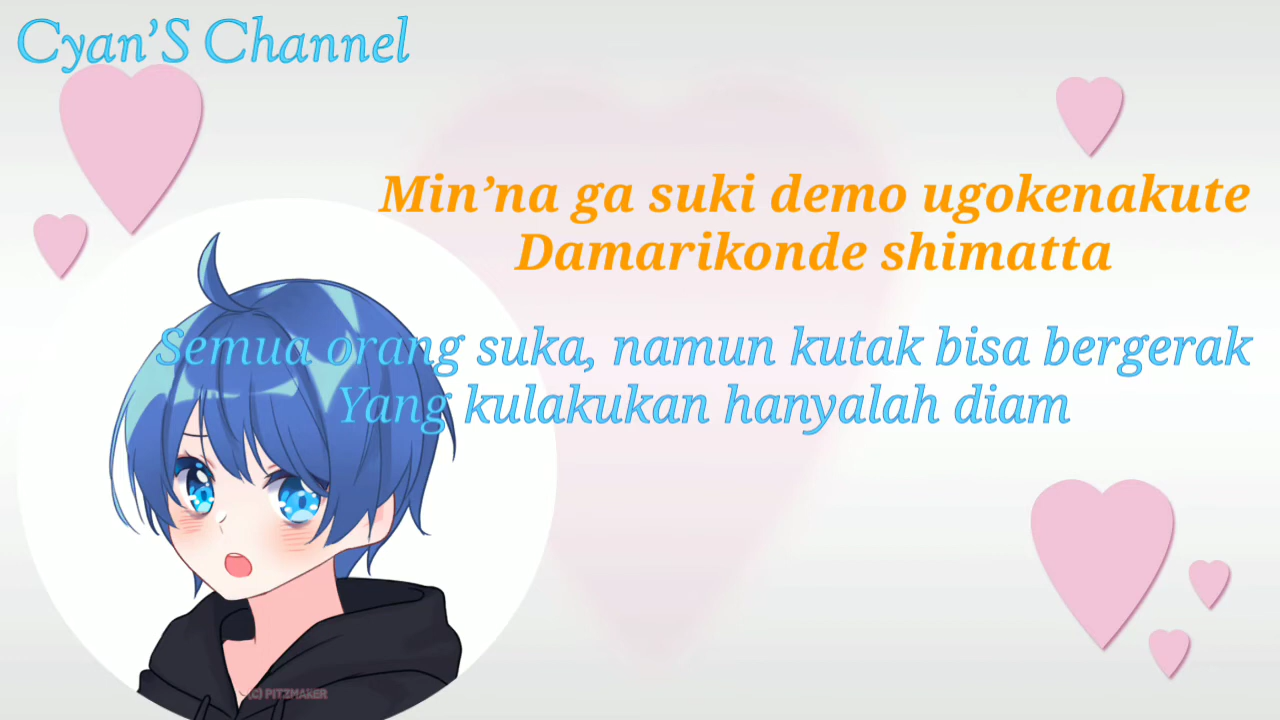 Cyan’S Channel
Min’na ga suki demo ugokenakute
Damarikonde shimatta
Semua orang suka, namun kutak bisa bergerak
Yang kulakukan hanyalah diam
(C) PITZMAKER